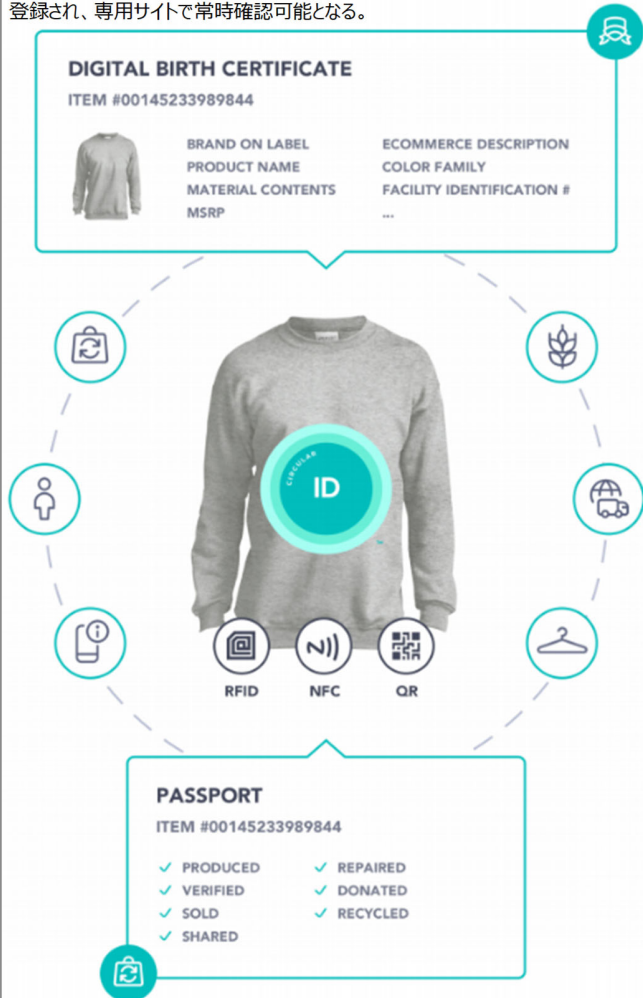 登録され、専用サイトで常時確認可能となる。
DIGITAL BIRTH CERTIFICATE
ITEM #00145233989844
BRAND ON LABEL
PRODUCT NAME
MATERIAL CONTENTS
MSRP
ECOMMERCE DESCRIPTION
COLOR FAMILY
FACILITY IDENTIFICATION #
...
CIRCULAR
ID
RFID
NFC
QR
PASSPORT
ITEM #00145233989844
PRODUCED
VERIFIED
SOLD
SHARED
REPAIRED
DONATED
RECYCLED